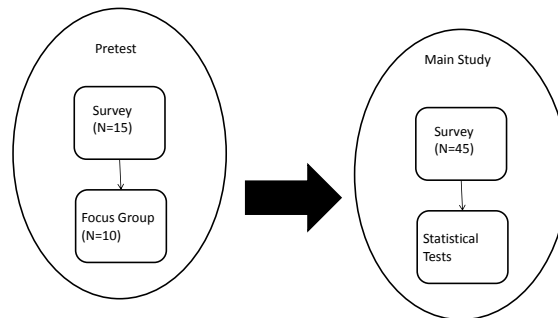 Pretest
Survey
(N=15)
Focus Group
(N=10)
Main Study
Survey
(N=45)
Statistical
Tests